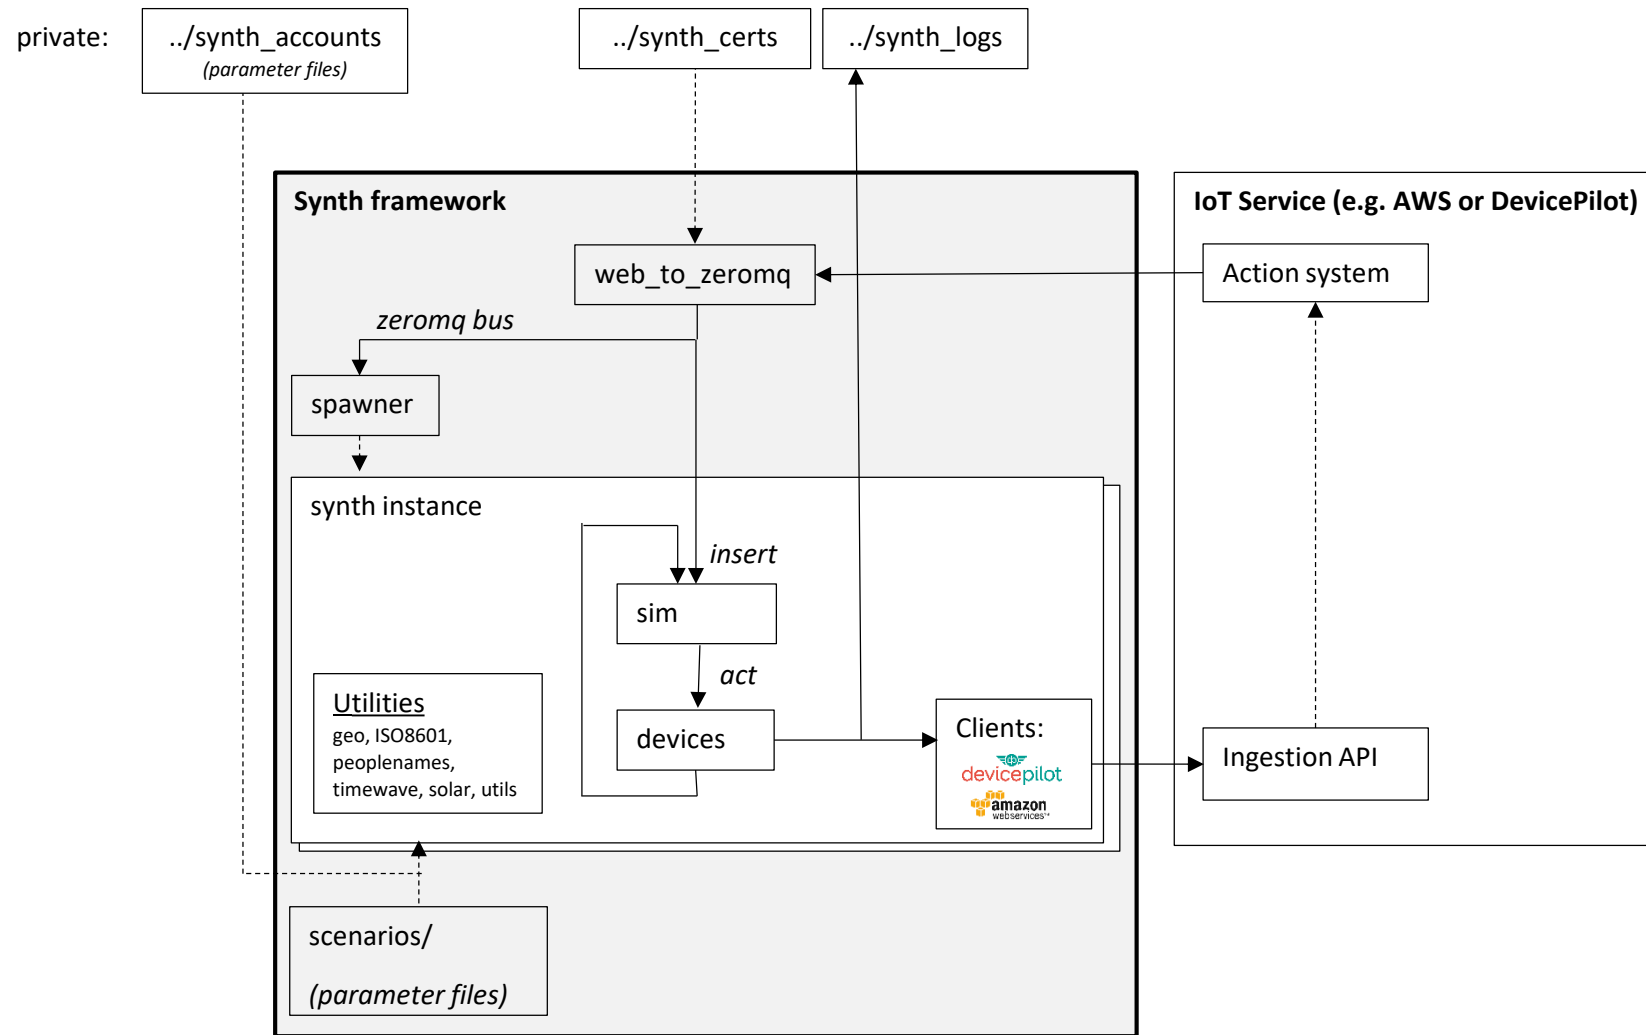 private:
../synth_accounts
(parameter files)
../synth_certs
../synth_logs
Synth framework
IoT Service (e.g. AWS or DevicePilot)
web_to_zeromq
Action system
zeromq bus
spawner
synth instance
insert
sim
act
Utilities
geo, ISO8601,
peoplenames,
timewave, solar, utils
devices
Clients:
devicepilot
amazon
webservices™
Ingestion API
scenarios/
(parameter files)